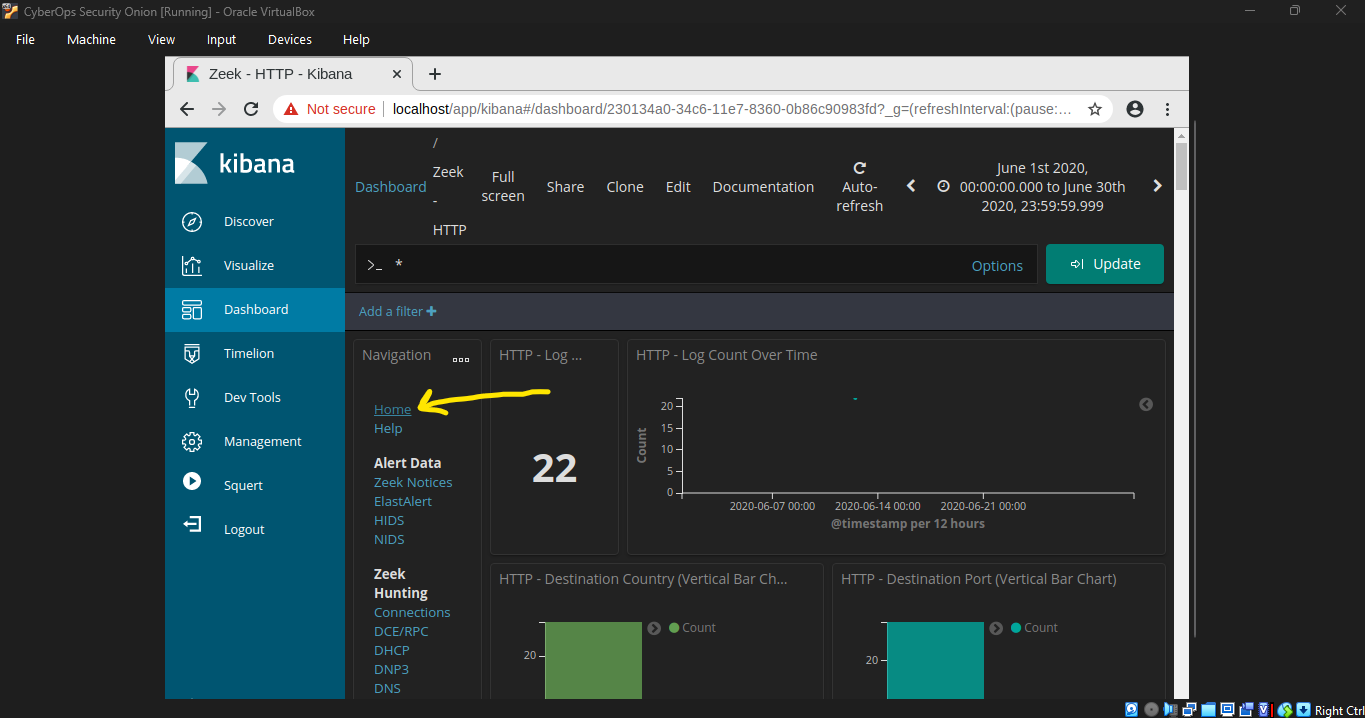 CyberOps Security Onion [Running] - Oracle VirtualBox
File Machine View Input Devices Help
Zeek - HTTP - Kibana
Not secure localhost/app/kibana#/dashboard/230134a0-34c6-11e7-8360-0b86c90983fd?_g=(refreshInterval:(pause:...
kibana
Discover
Visualize
Dashboard
Timelion
Dev Tools
Management
Squert
Logout
Dashboard
/
Zeek
-
HTTP
Full
screen
Share
Clone
Edit
Documentation
Auto-
refresh
June 1st 2020,
00:00:00.000 to June 30th
2020, 23:59:59.999
>_ *
Options
Update
Add a filter +
Navigation
Home
Help
Alert Data
Zeek Notices
ElastAlert
HIDS
NIDS
Zeek
Hunting
Connections
DCE/RPC
DHCP
DNP3
DNS
HTTP - Log ...
22
HTTP - Log Count Over Time
Count
20
15
10
5
0
2020-06-07 00:00 2020-06-14 00:00 2020-06-21 00:00
@timestamp per 12 hours
HTTP - Destination Country (Vertical Bar Ch...
20
Count
HTTP - Destination Port (Vertical Bar Chart)
20
Count
Right Ctrl